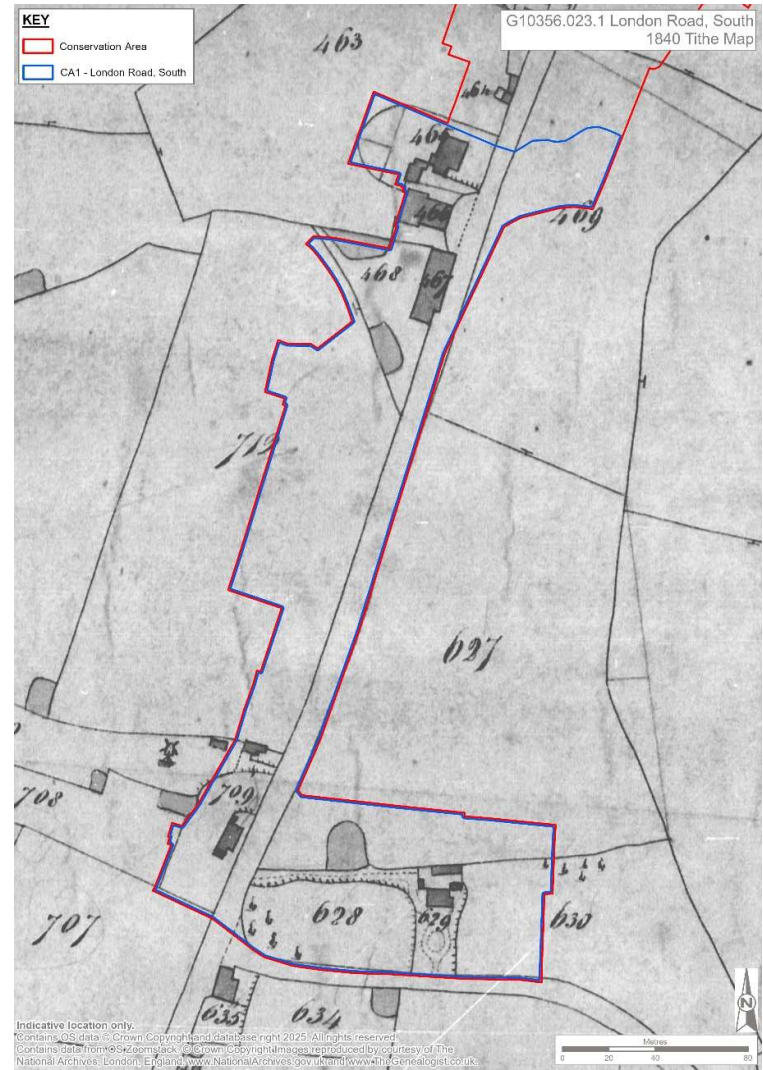 KEY
Conservation Area
CA1 - London Road, South
G10356.023.1 London Road, South
1840 Tithe Map
463
464
465
466
469
468
467
712
627
709
708
707
628
629
630
635
634
N
Metres
0 20 40 80
Indicative location only.
Contains OS data © Crown Copyright and database right 2025. All rights reserved.
Contains data from OS Zoomstack. © Crown Copyright Images reproduced by courtesy of The
National Archives, London, England. www.NationalArchives.gov.uk and www.TheGenealogist.co.uk.